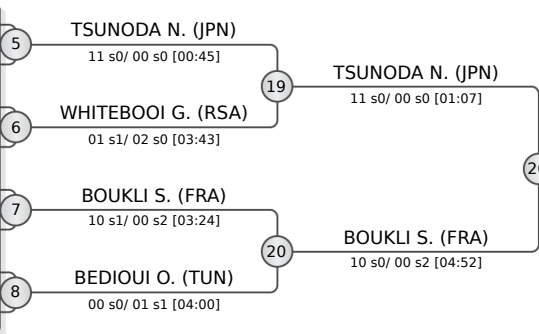 TSUNODA N. (JPN)
5
11 s0/ 00 s0 [00:45]
19
TSUNODA N. (JPN)
11 s0/ 00 s0 [01:07]
WHITEBOOI G. (RSA)
6
01 s1/ 02 s0 [03:43]
BOUKLI S. (FRA)
7
10 s1/ 00 s2 [03:24]
20
BOUKLI S. (FRA)
10 s0/ 00 s2 [04:52]
BEDIOUI O. (TUN)
8
00 s0/ 01 s1 [04:00]